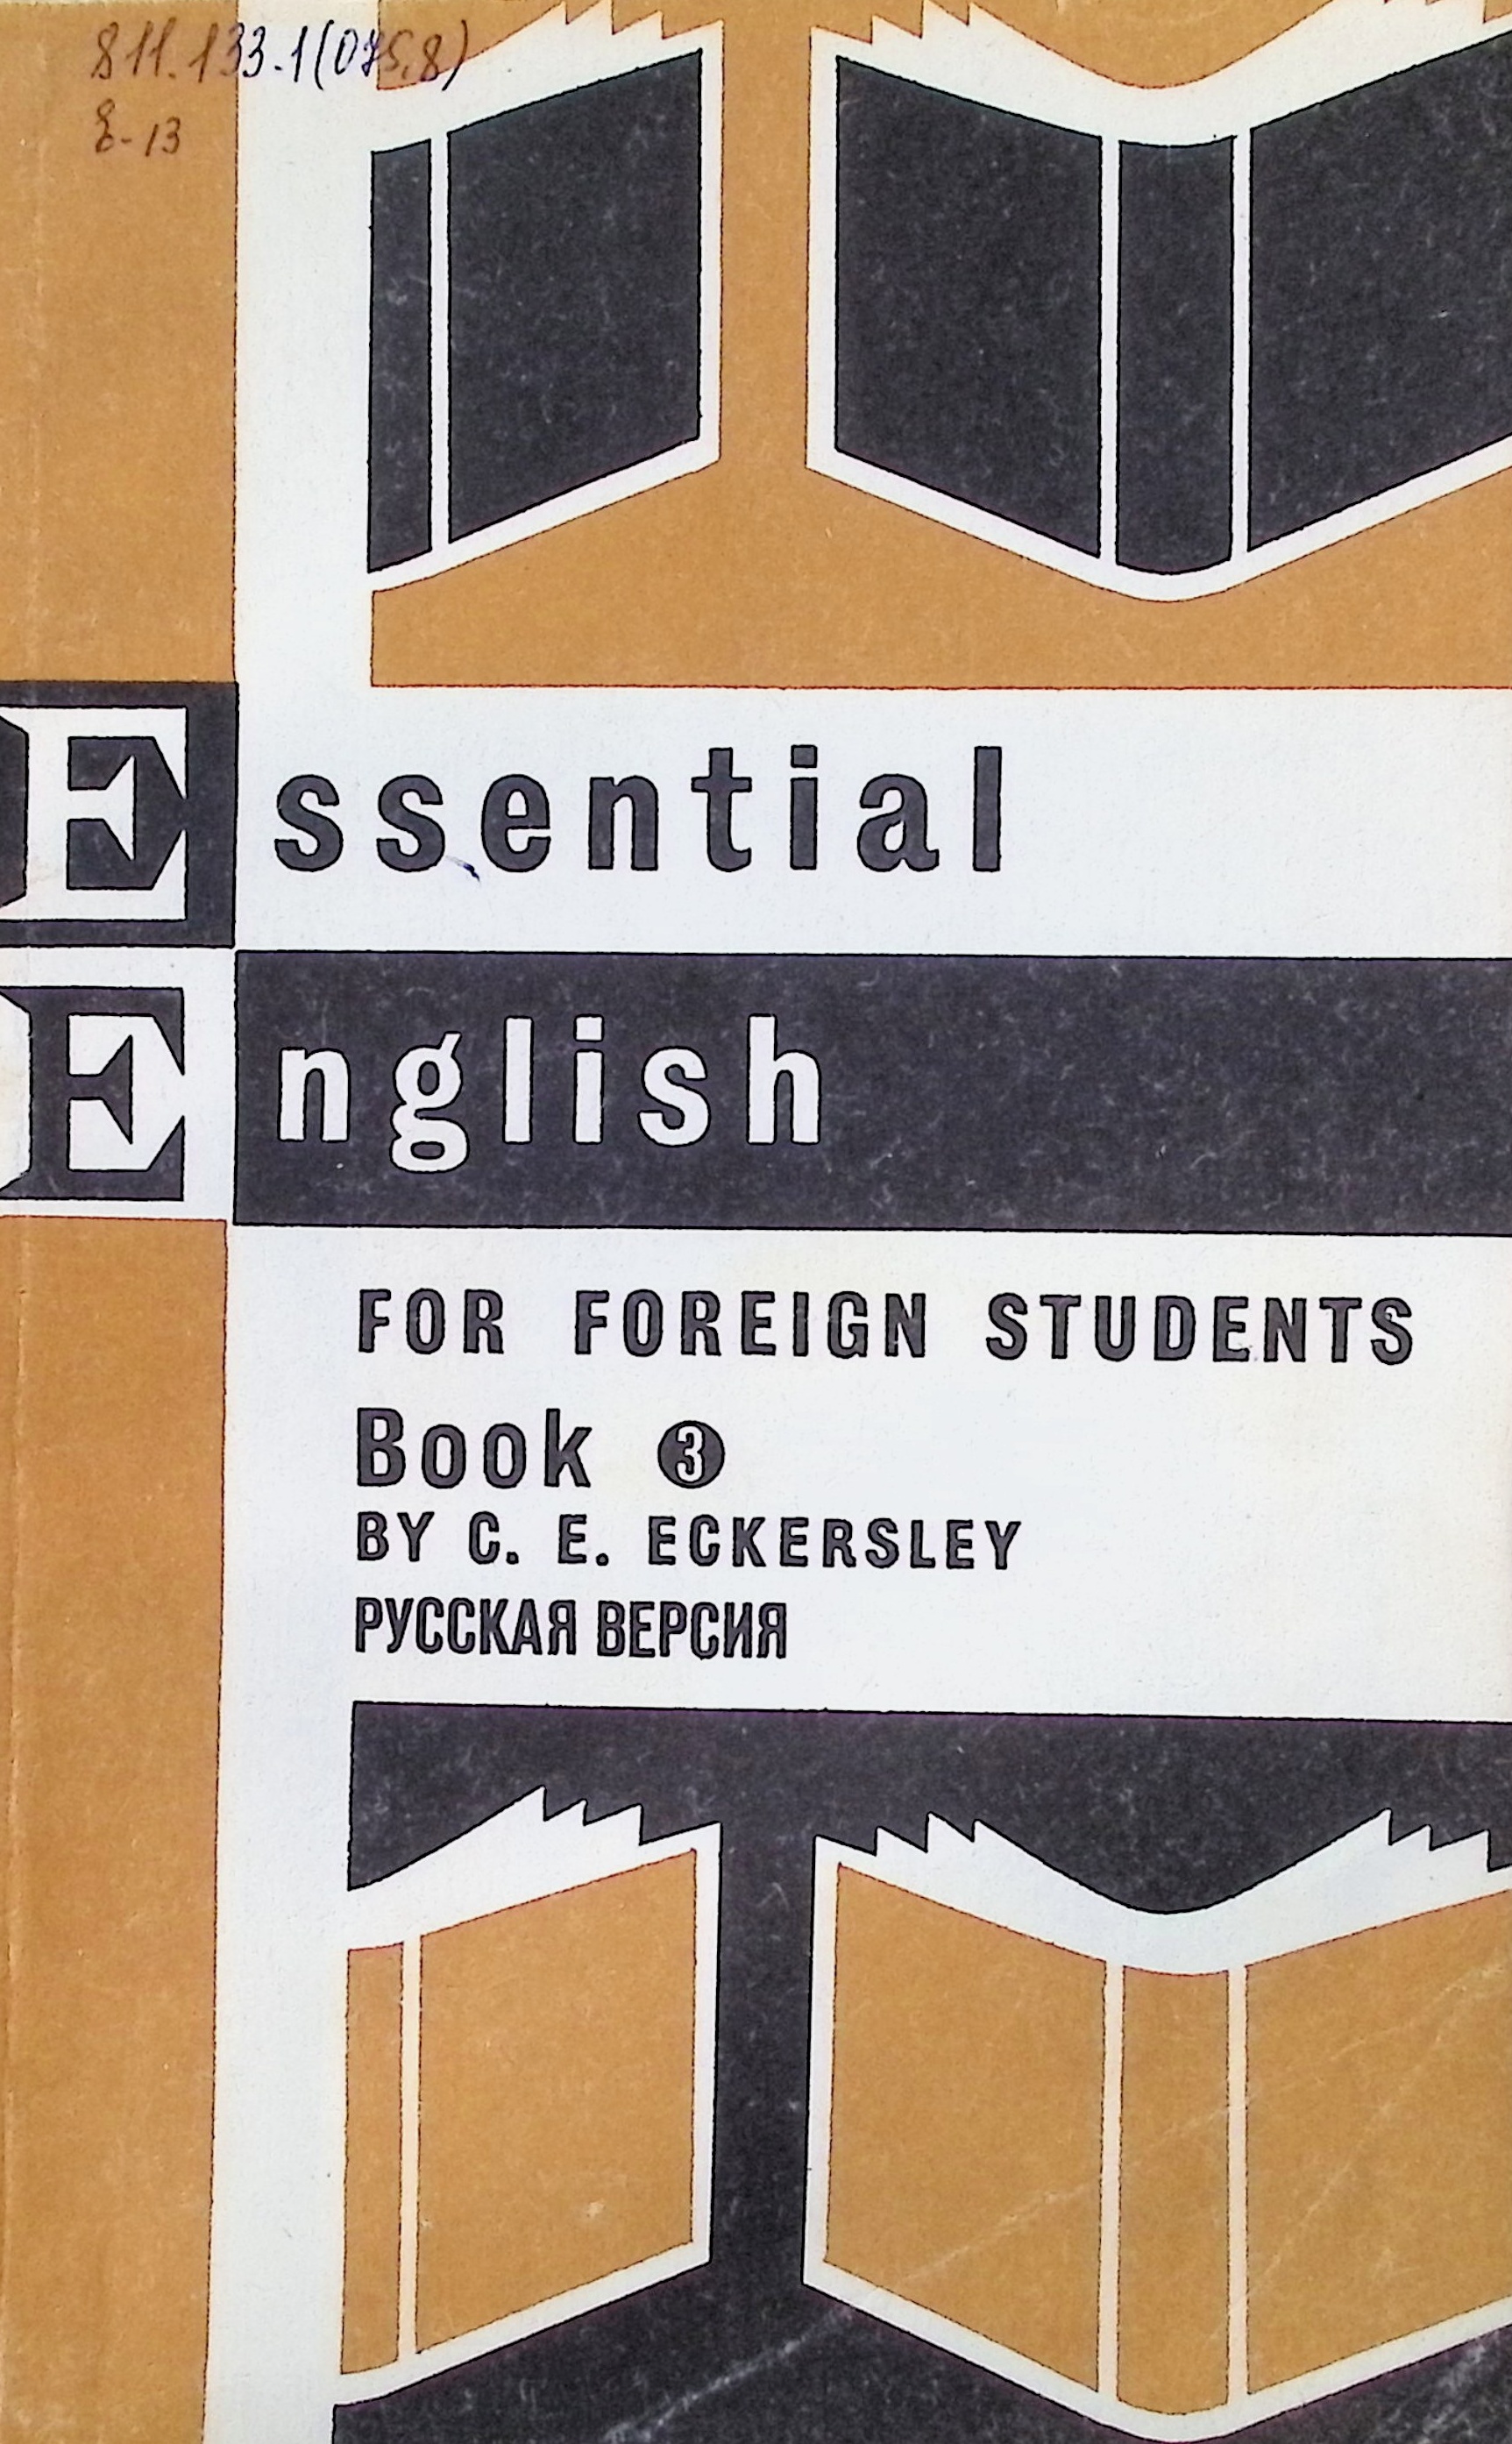 811.133.1(075.8)
E-13
Essential
English
FOR FOREIGN STUDENTS
Book 3
BY C. E. ECKERSLEY
РУССКАЯ ВЕРСИЯ